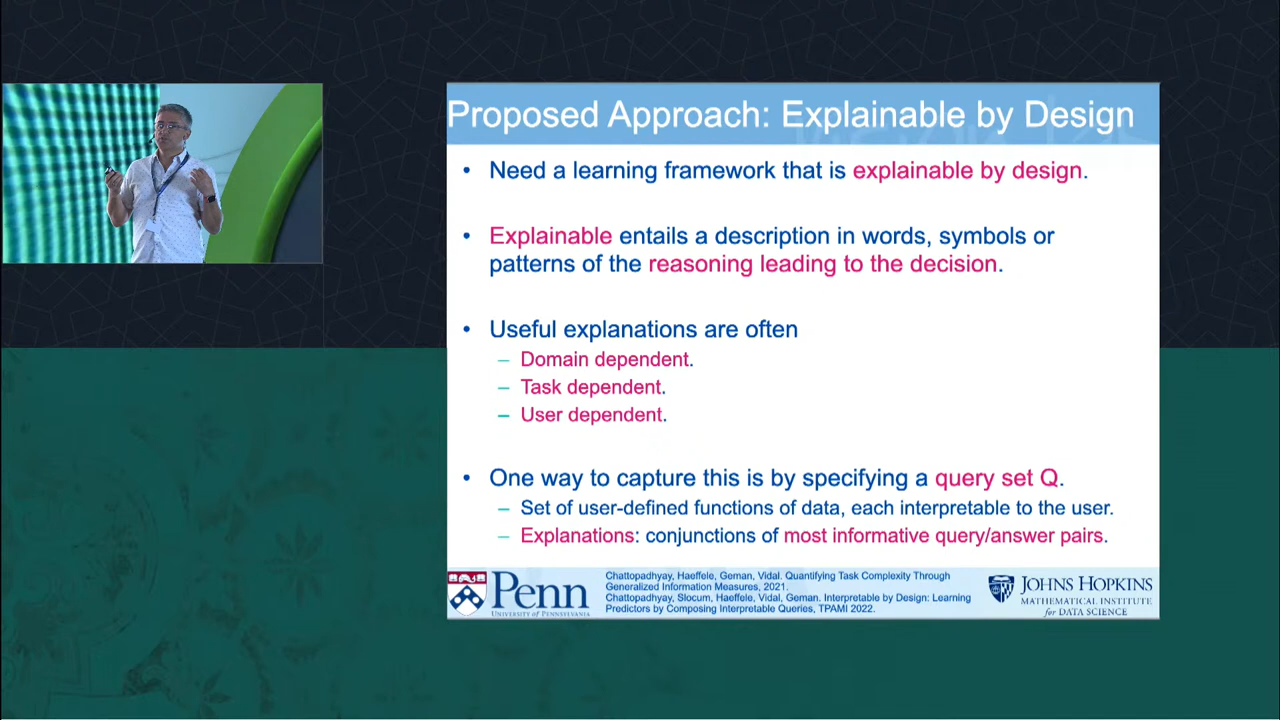 Proposed Approach: Explainable by Design
• Need a learning framework that is explainable by design.
• Explainable entails a description in words, symbols or
patterns of the reasoning leading to the decision.
• Useful explanations are often
– Domain dependent.
– Task dependent.
– User dependent.
• One way to capture this is by specifying a query set Q.
– Set of user-defined functions of data, each interpretable to the user.
– Explanations: conjunctions of most informative query/answer pairs.
Penn
UNIVERSITY OF PENNSYLVANIA
Chattopadhyay, Haeffele, Geman, Vidal. Quantifying Task Complexity Through
Generalized Information Measures, 2021.
Chattopadhyay, Slocum, Haeffele, Vidal, Geman. Interpretable by Design: Learning
Predictors by Composing Interpretable Queries, TPAMI 2022.
JOHNS HOPKINS
MATHEMATICAL INSTITUTE
for DATA SCIENCE